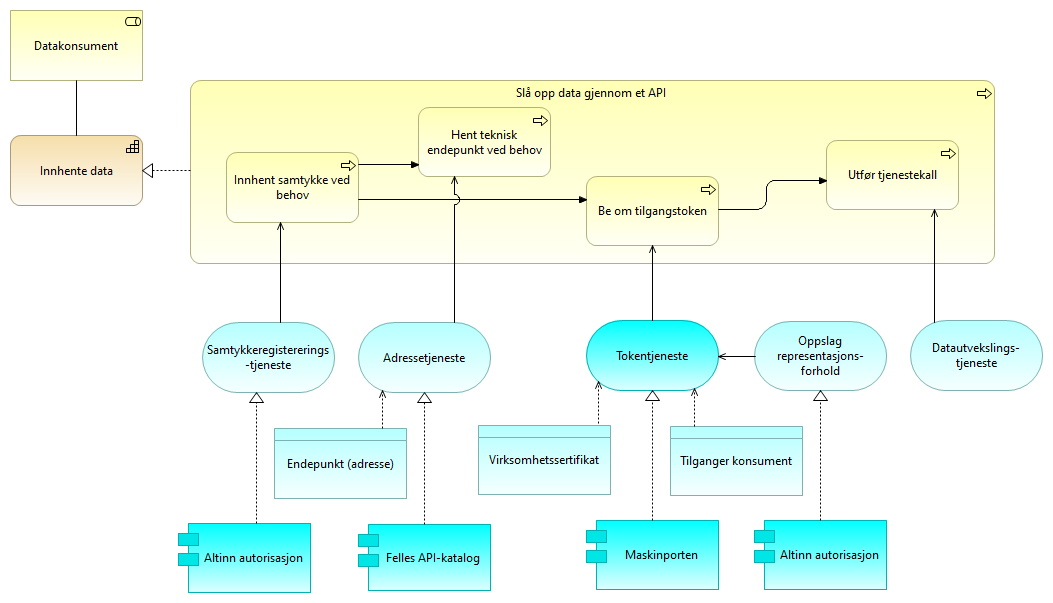 Datakonsument
Innhente data
Slå opp data gjennom et API
Hent teknisk
endepunkt ved behov
Innhent samtykke ved
behov
Be om tilgangstoken
Utfør tjenestekall
Samtykkeregistererings
-tjeneste
Adressetjeneste
Tokentjeneste
Oppslag
representasjons-
forhold
Datautvekslings-
tjeneste
Endepunkt (adresse)
Virksomhetssertifikat
Tilganger konsument
Altinn autorisasjon
Felles API-katalog
Maskinporten
Altinn autorisasjon